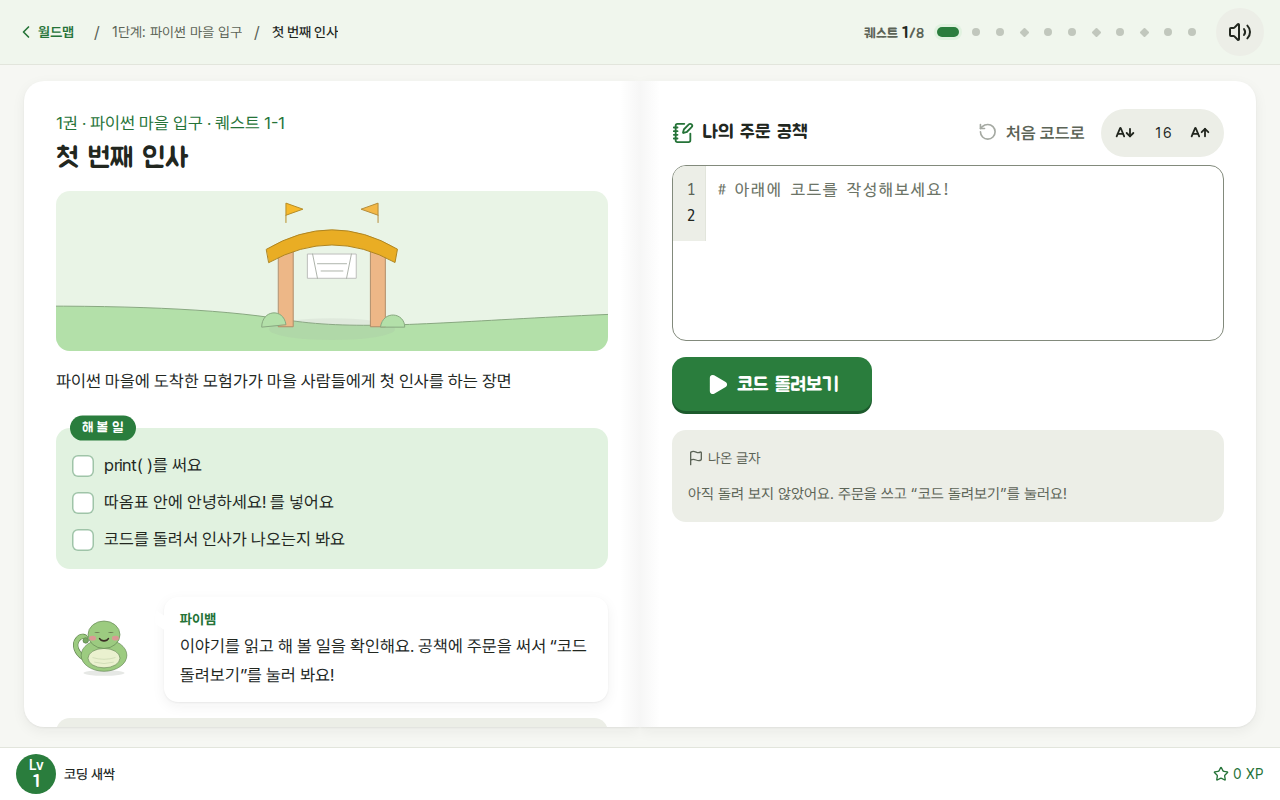 월드맵 / 1단계: 파이썬 마을 입구 / 첫 번째 인사
퀘스트 1/8
1권 · 파이썬 마을 입구 · 퀘스트 1-1
첫 번째 인사
파이썬 마을에 도착한 모험가가 마을 사람들에게 첫 인사를 하는 장면
해 볼 일
print( )를 써요
따옴표 안에 안녕하세요! 를 넣어요
코드를 돌려서 인사가 나오는지 봐요
파이뱀
이야기를 읽고 해 볼 일을 확인해요. 공책에 주문을 써서 “코드
돌려보기”를 눌러 봐요!
나의 주문 공책
처음 코드로
A↓ 16 A↑
1 # 아래에 코드를 작성해보세요!
2
코드 돌려보기
나온 글자
아직 돌려 보지 않았어요. 주문을 쓰고 “코드 돌려보기”를 눌러요!
Lv
1
코딩 새싹
0 XP